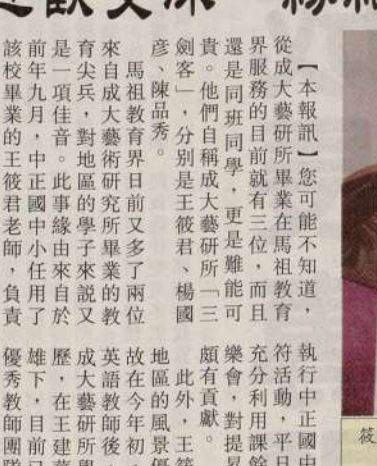 【本報訊】您可能不知道，
從成大藝研所畢業在馬祖教育
界服務的目前就有三位，而且
還是同班同學，更是難能可
貴。他們自稱成大藝研所「三
劍客」，分別是王筱君、楊國
彥、陳品秀。
馬祖教育界日前又多了兩位
來自成大藝術研究所畢業的教
育尖兵，對地區的學子來說又
是一項佳音。此事緣由來自於
前年九月，中正國中小任用了
該校畢業的王筱君老師，負責
執行中正國
符活動，平日
充分利用課餘
樂會，對提昇
頗有貢獻。
此外，王筱
地區的風景優
故在今年初
英語教師後，
成大藝研所
歷，在王建
雄下，目前已
優秀教師團隊
筱